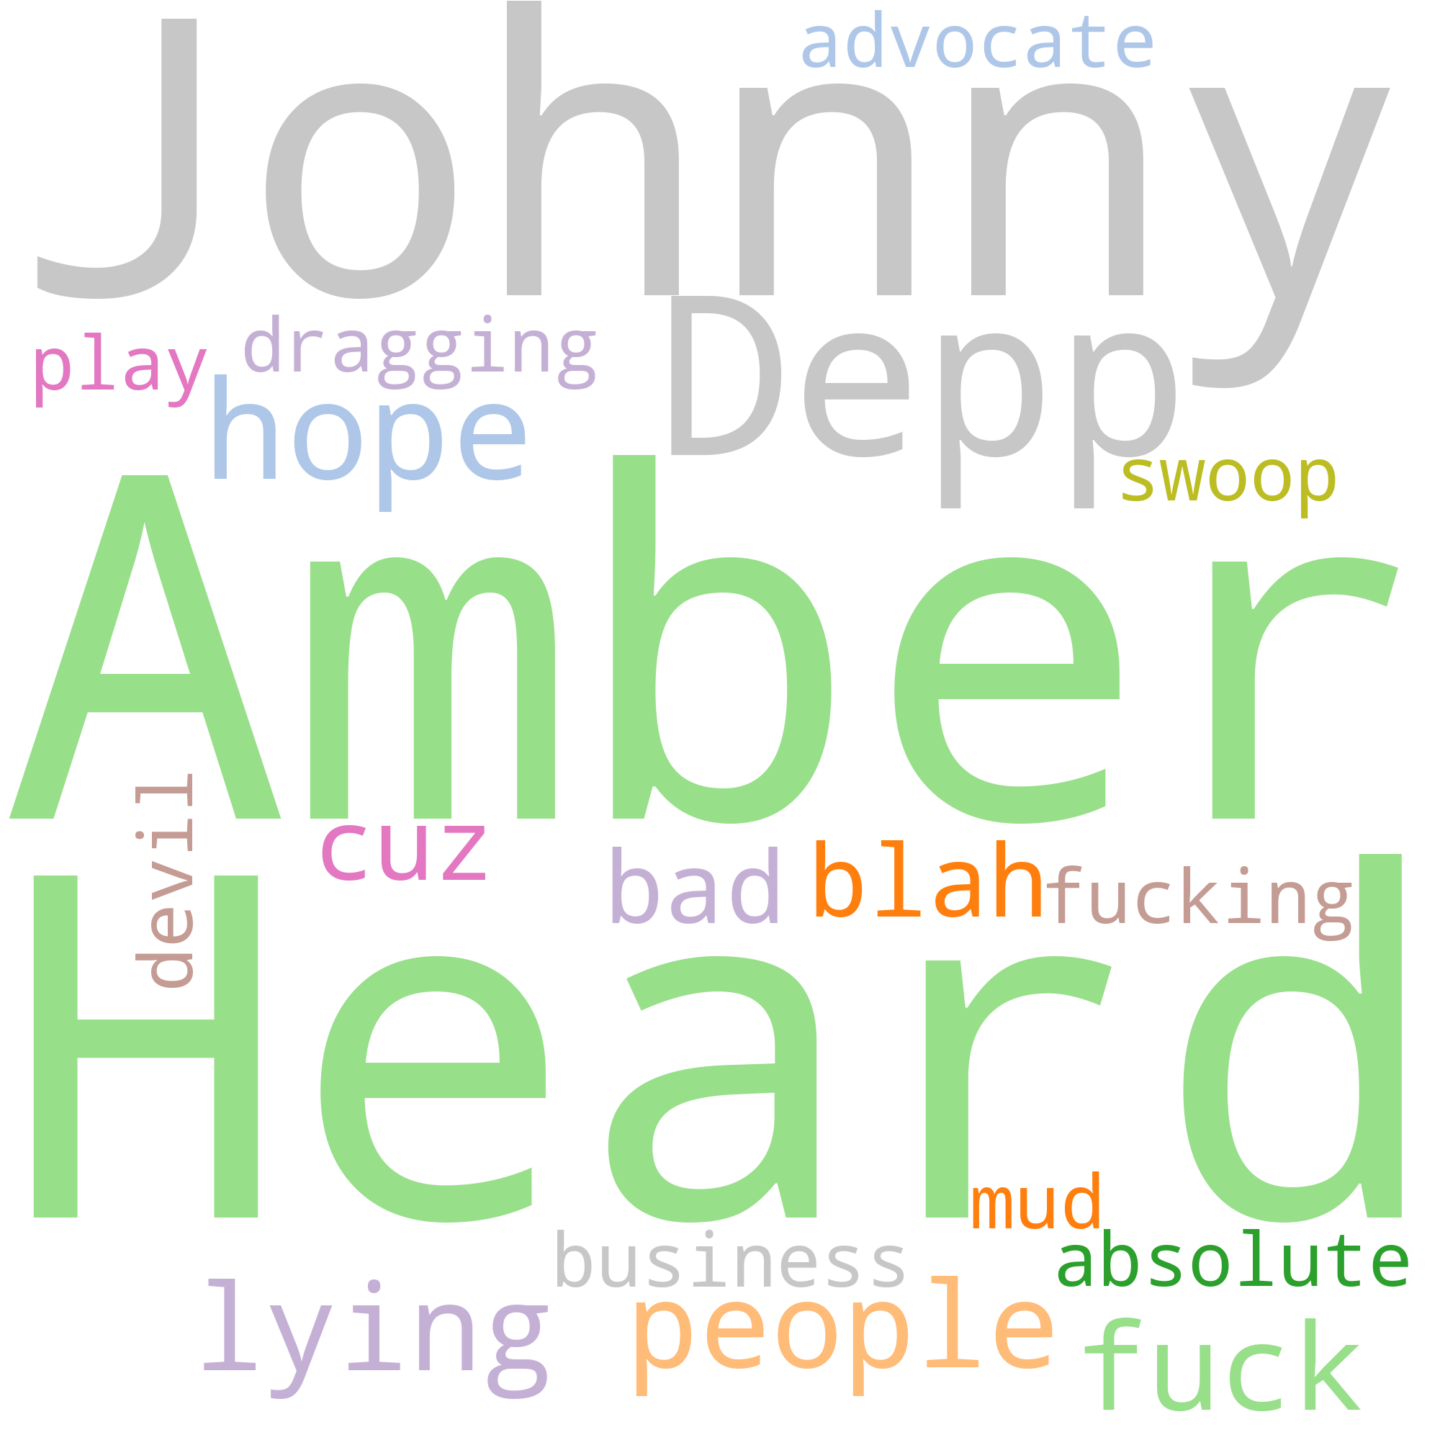 advocate
Johnny
play dragging Depp
hope swoop
Amber
devil
cuz bad blah fucking
Heard
mud
business absolute
lying people fuck